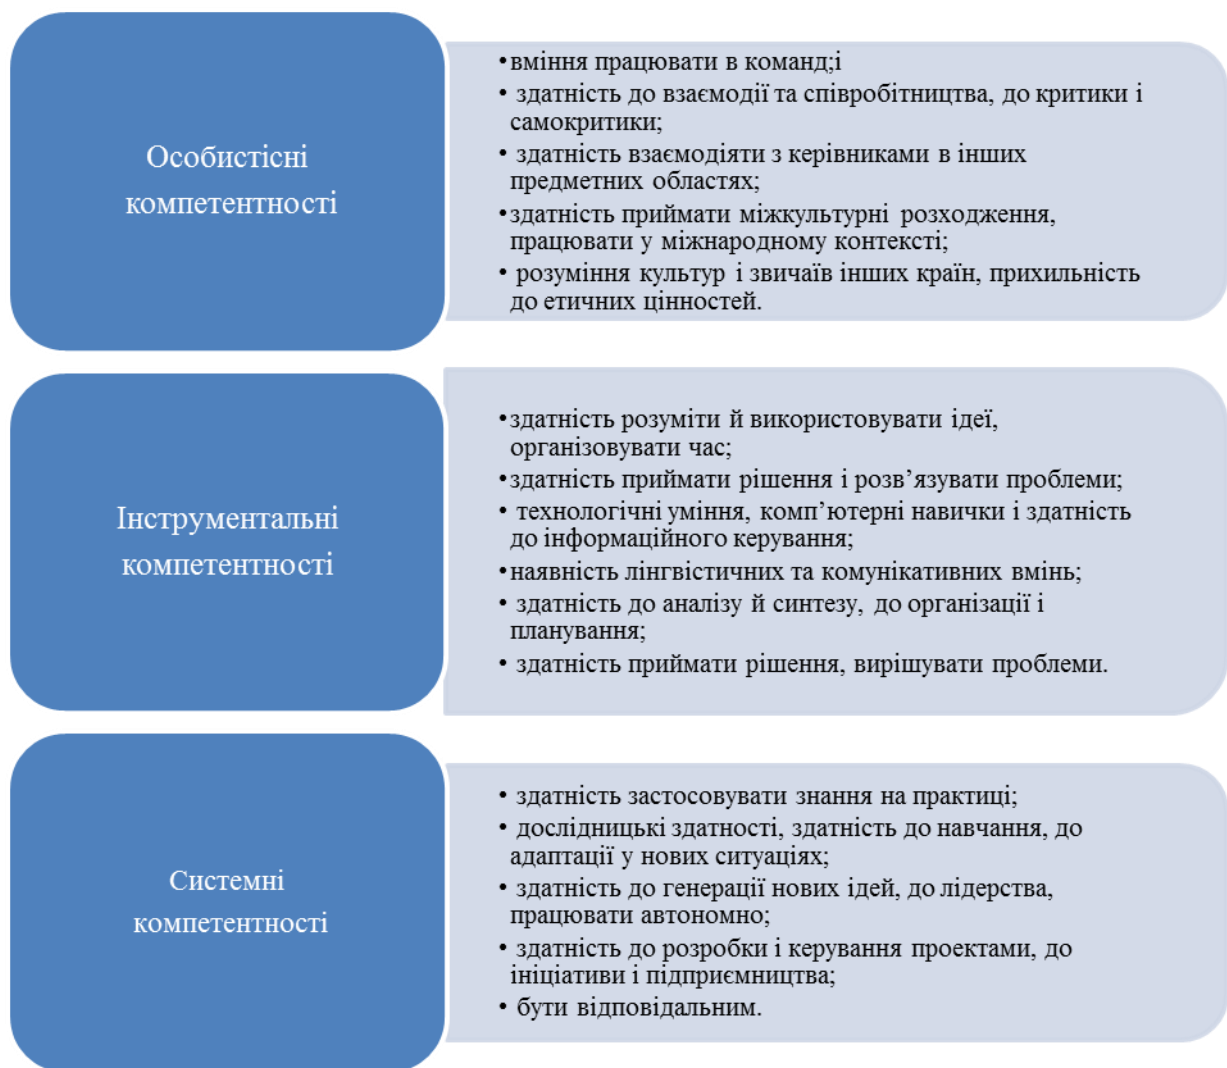 Особистісні
компетентності
•вміння працювати в команд;і
• здатність до взаємодії та співробітництва, до критики і
самокритики;
• здатність взаємодіяти з керівниками в інших
предметних областях;
•здатність приймати міжкультурні розходження,
працювати у міжнародному контексті;
• розуміння культур і звичаїв інших країн, прихильність
до етичних цінностей.
Інструментальні
компетентності
•здатність розуміти й використовувати ідеї,
організовувати час;
•здатність приймати рішення і розв’язувати проблеми;
• технологічні уміння, комп’ютерні навички і здатність
до інформаційного керування;
•наявність лінгвістичних та комунікативних вмінь;
• здатність до аналізу й синтезу, до організації і
планування;
• здатність приймати рішення, вирішувати проблеми.
Системні
компетентності
• здатність застосовувати знання на практиці;
• дослідницькі здатності, здатність до навчання, до
адаптації у нових ситуаціях;
• здатність до генерації нових ідей, до лідерства,
працювати автономно;
• здатність до розробки і керування проектами, до
ініціативи і підприємництва;
• бути відповідальним.